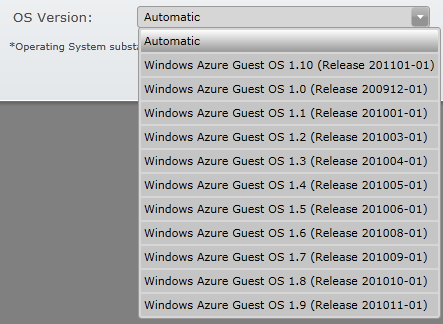 OS Version:
Automatic
*Operating System
Automatic
Windows Azure Guest OS 1.10 (Release 201101-01)
Windows Azure Guest OS 1.0 (Release 200912-01)
Windows Azure Guest OS 1.1 (Release 201001-01)
Windows Azure Guest OS 1.2 (Release 201003-01)
Windows Azure Guest OS 1.3 (Release 201004-01)
Windows Azure Guest OS 1.4 (Release 201005-01)
Windows Azure Guest OS 1.5 (Release 201006-01)
Windows Azure Guest OS 1.6 (Release 201008-01)
Windows Azure Guest OS 1.7 (Release 201009-01)
Windows Azure Guest OS 1.8 (Release 201010-01)
Windows Azure Guest OS 1.9 (Release 201011-01)